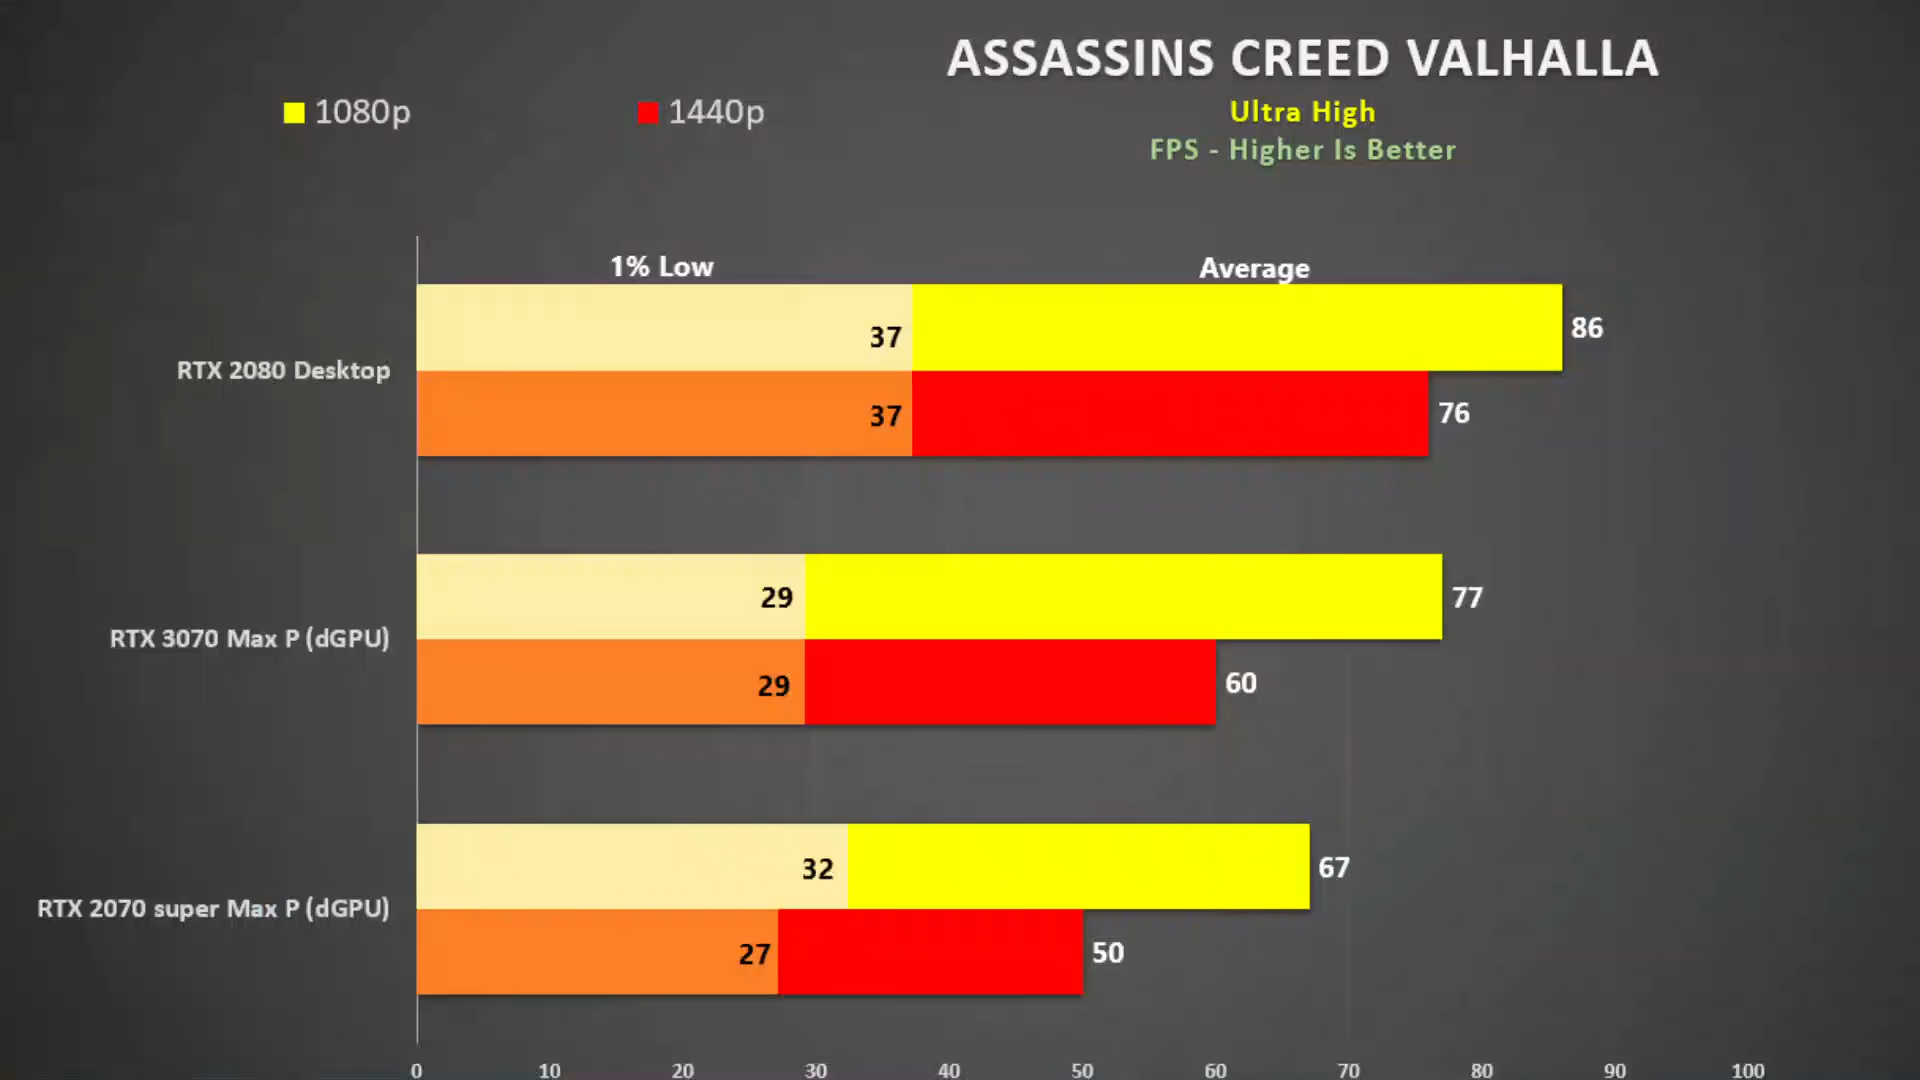 ASSASSINS CREED VALHALLA
1080p
1440p
Ultra High
FPS - Higher Is Better
1% Low
Average
RTX 2080 Desktop
37
86
37
76
RTX 3070 Max P (dGPU)
29
77
29
60
RTX 2070 super Max P (dGPU)
32
67
27
50
0 10 20 30 40 50 60 70 80 90 100